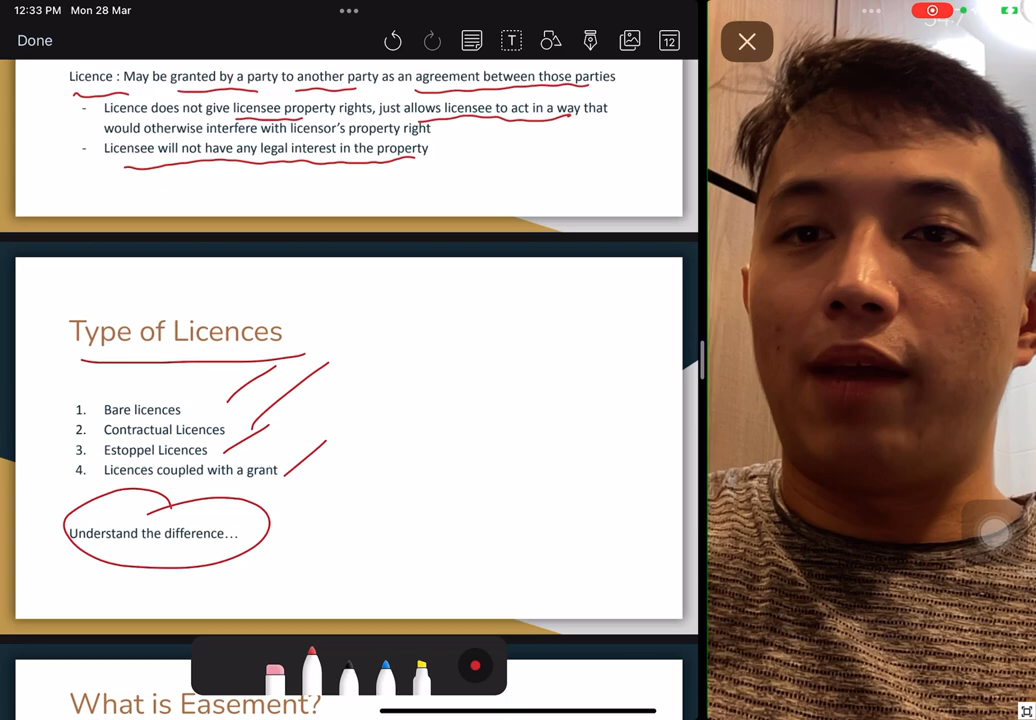 12:33 PM Mon 28 Mar
Done
T
12
Licence : May be granted by a party to another party as an agreement between those parties
- Licence does not give licensee property rights, just allows licensee to act in a way that
would otherwise interfere with licensor's property right
- Licensee will not have any legal interest in the property
Type of Licences
1. Bare licences
2. Contractual Licences
3. Estoppel Licences
4. Licences coupled with a grant
Understand the difference…
What is Easement?